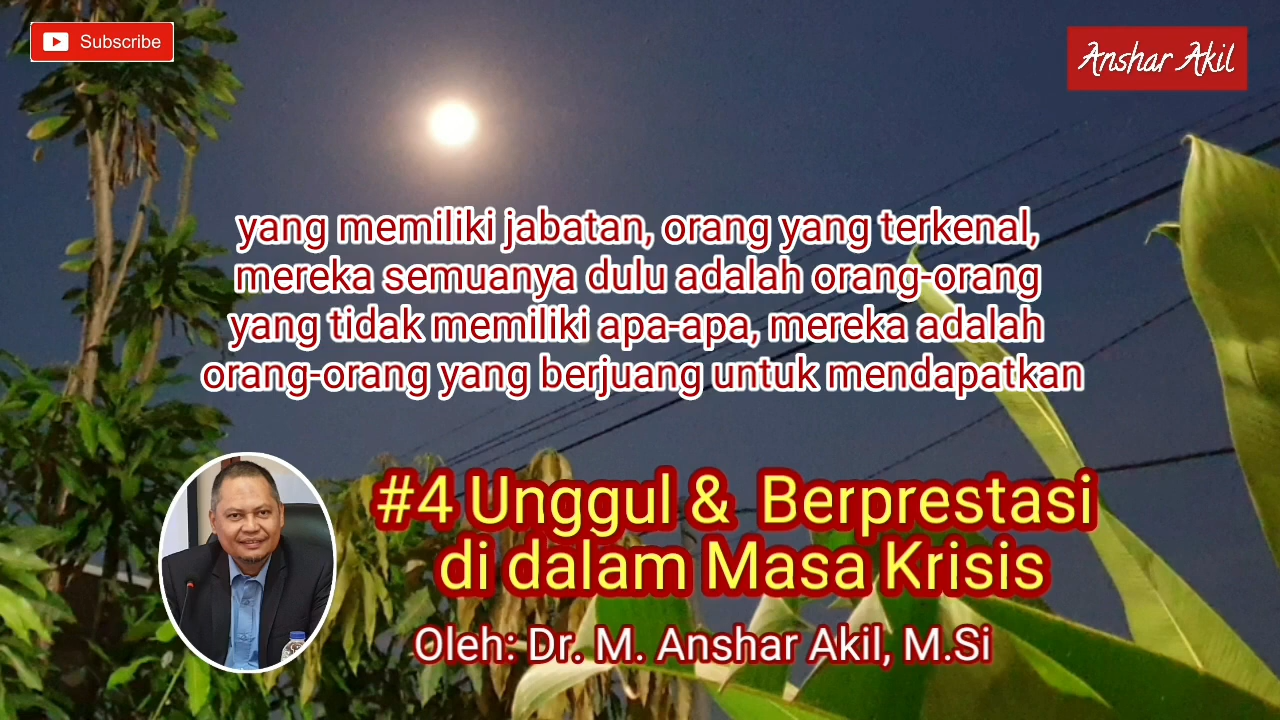 Subscribe
Anshar Akil
yang memiliki jabatan, orang yang terkenal,
mereka semuanya dulu adalah orang-orang
yang tidak memiliki apa-apa, mereka adalah
orang-orang yang berjuang untuk mendapatkan
#4 Unggul & Berprestasi
di dalam Masa Krisis
Oleh: Dr. M. Anshar Akil, M.Si